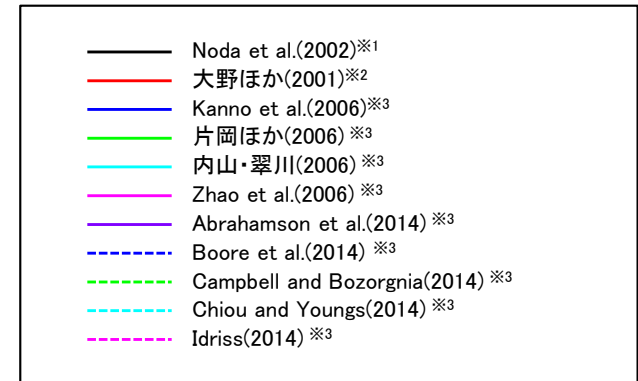 Noda et al.(2002)※1
大野ほか(2001)※2
Kanno et al.(2006)※3
片岡ほか(2006) ※3
内山・翠川(2006) ※3
Zhao et al.(2006) ※3
Abrahamson et al.(2014) ※3
Boore et al.(2014) ※3
Campbell and Bozorgnia(2014) ※3
Chiou and Youngs(2014) ※3
Idriss(2014) ※3